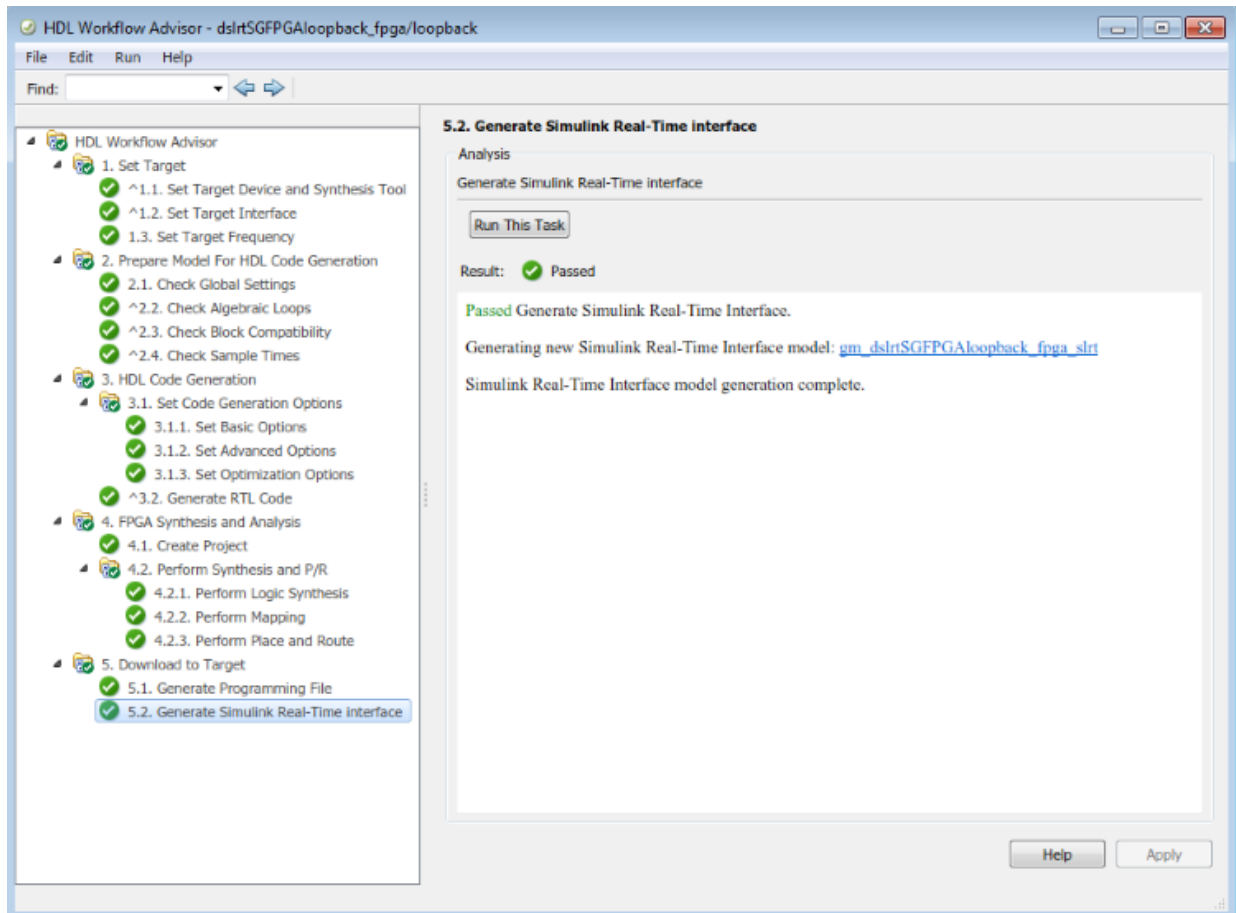 HDL Workflow Advisor - dslrtSGFPGAloopback_fpga/loopback
File Edit Run Help
Find:
HDL Workflow Advisor
1. Set Target
^1.1. Set Target Device and Synthesis Tool
^1.2. Set Target Interface
1.3. Set Target Frequency
2. Prepare Model For HDL Code Generation
2.1. Check Global Settings
^2.2. Check Algebraic Loops
^2.3. Check Block Compatibility
^2.4. Check Sample Times
3. HDL Code Generation
3.1. Set Code Generation Options
3.1.1. Set Basic Options
3.1.2. Set Advanced Options
3.1.3. Set Optimization Options
^3.2. Generate RTL Code
4. FPGA Synthesis and Analysis
4.1. Create Project
4.2. Perform Synthesis and P/R
4.2.1. Perform Logic Synthesis
4.2.2. Perform Mapping
4.2.3. Perform Place and Route
5. Download to Target
5.1. Generate Programming File
5.2. Generate Simulink Real-Time interface
5.2. Generate Simulink Real-Time interface
Analysis
Generate Simulink Real-Time interface
Run This Task
Result: Passed
Passed Generate Simulink Real-Time Interface.
Generating new Simulink Real-Time Interface model: gm_dslrtSGFPGAloopback_fpga_slrt
Simulink Real-Time Interface model generation complete.
Help Apply